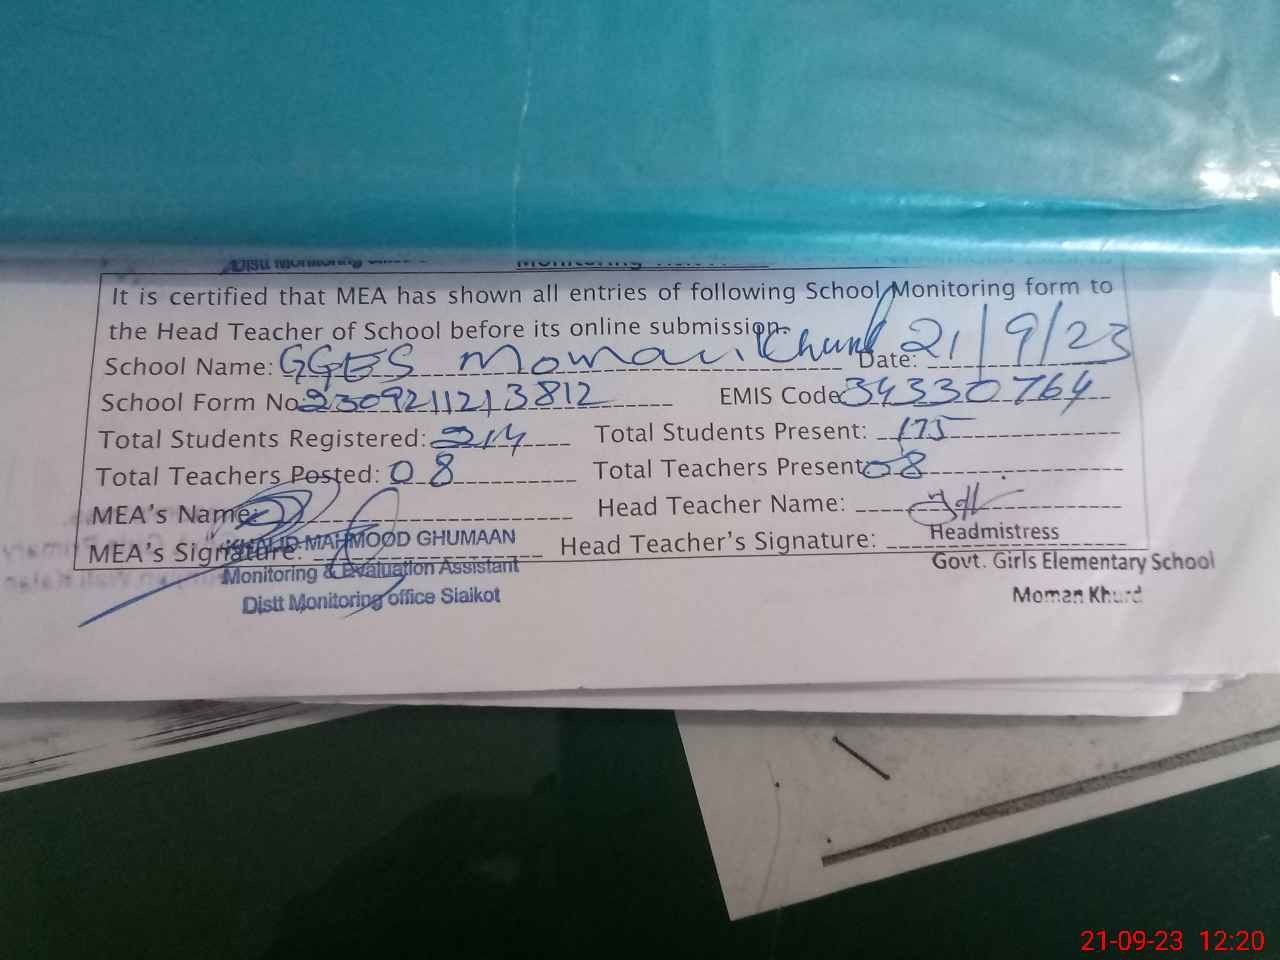 Distt Monitoring office
It is certified that MEA has shown all entries of following School Monitoring form to
the Head Teacher of School before its online submission.
School Name: GGES Moman Khurd Date: 21/9/23
School Form No. 2309211213812 EMIS Code 34330764
Total Students Registered: 214 Total Students Present: 175
Total Teachers Posted: 08 Total Teachers Present: 08
MEA's Name: Head Teacher Name:
KHALID MAHMOOD GHUMAAN Headmistress
MEA's Signature: Head Teacher's Signature:
Monitoring & Evaluation Assistant Govt. Girls Elementary School
Distt Monitoring office Sialkot Moman Khurd
21-09-23 12:20